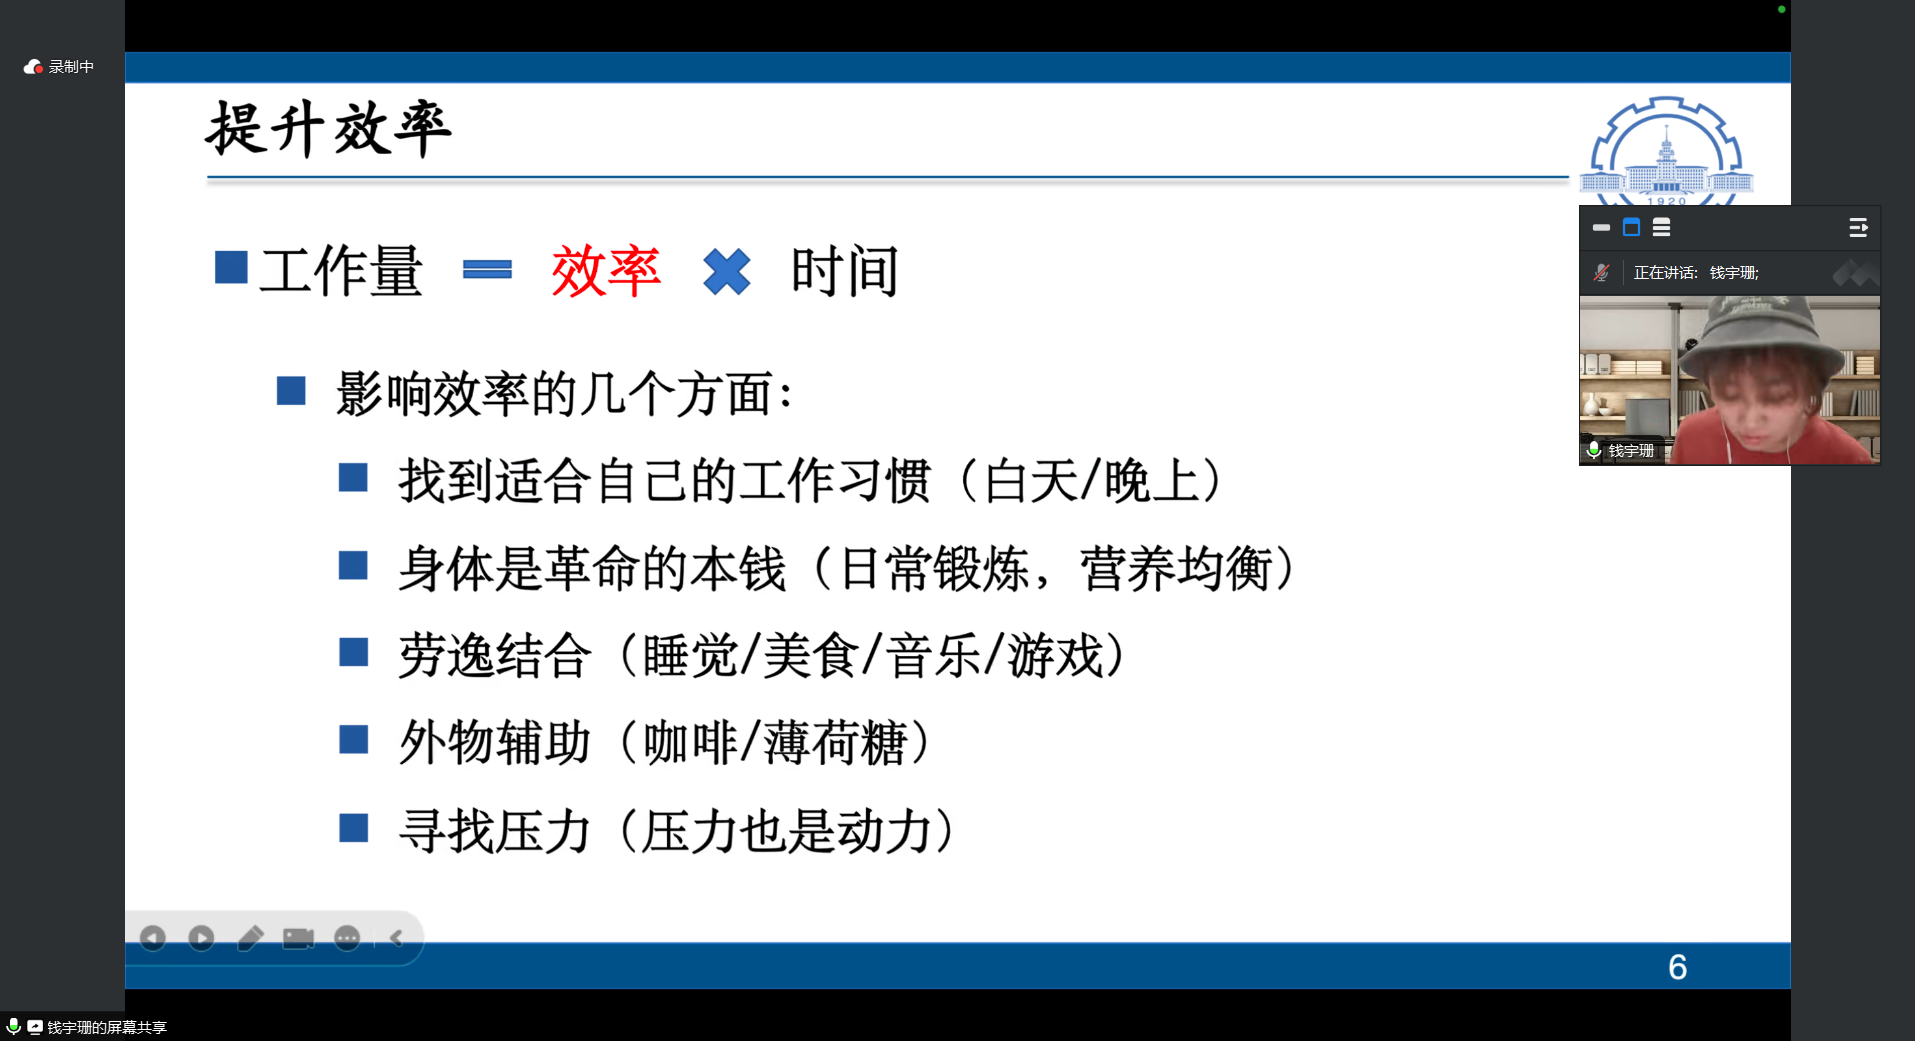 录制中
提升效率
1920
工作量 = 效率 × 时间
正在讲话: 钱宇珊;
影响效率的几个方面：
钱宇珊
找到适合自己的工作习惯（白天/晚上）
身体是革命的本钱（日常锻炼，营养均衡）
劳逸结合（睡觉/美食/音乐/游戏）
外物辅助（咖啡/薄荷糖）
寻找压力（压力也是动力）
6
钱宇珊的屏幕共享